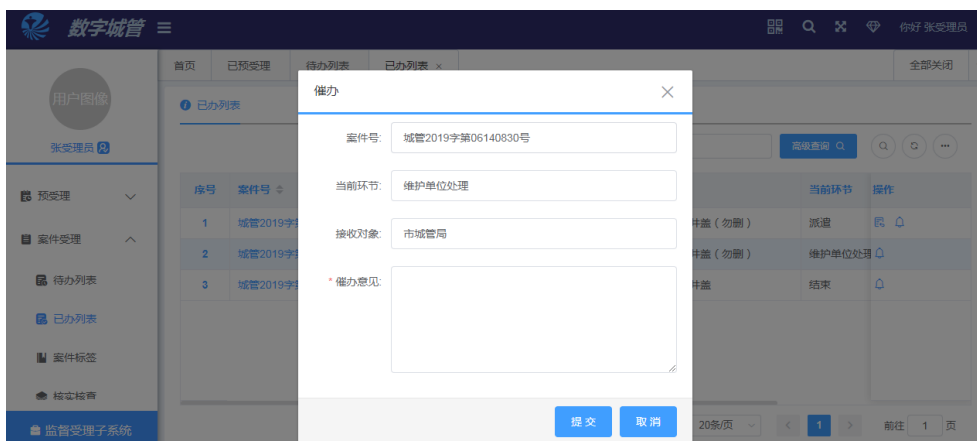 数字城管
你好 张受理员
用户图像
张受理员
预受理
案件受理
待办列表
已办列表
案件标签
核实核查
监督受理子系统
首页 已预受理 待办列表 已办列表 × 全部关闭
已办列表
高级查询
序号 案件号 当前环节 操作
1 城管2019字 件盖（勿删） 派遣
2 城管2019字 井盖（勿删） 维护单位处理
3 城管2019字 井盖 结束
20条/页 1 前往 1 页
催办
案件号: 城管2019字第06140830号
当前环节: 维护单位处理
接收对象: 市城管局
* 催办意见:
提交 取消